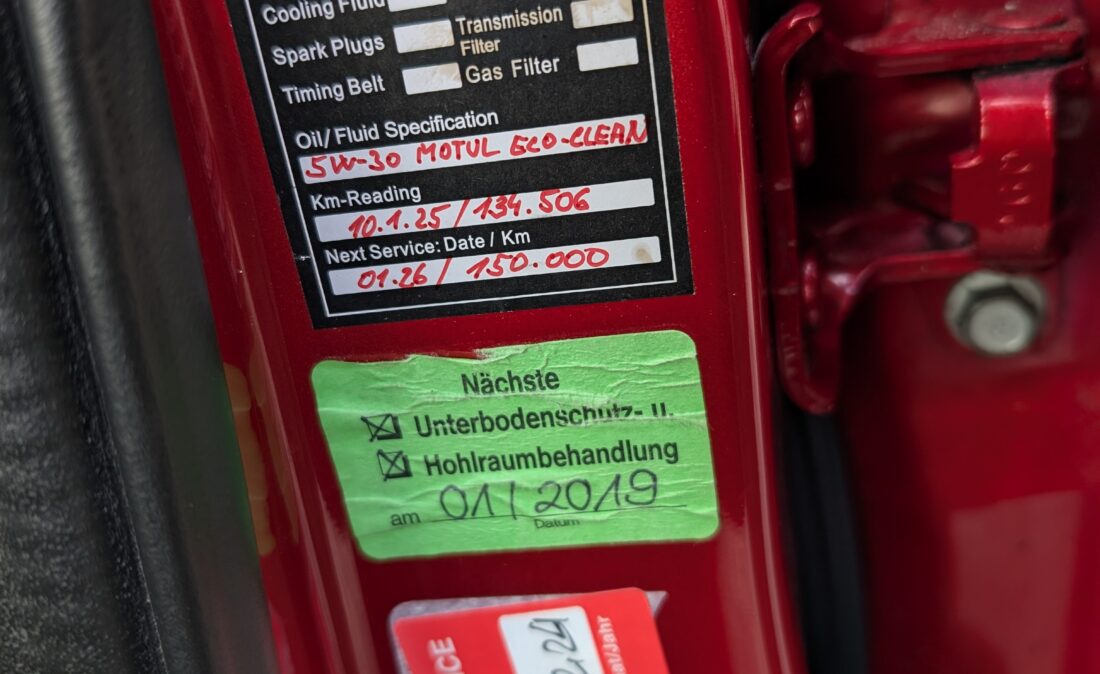 Cooling Fluid
Spark Plugs
Transmission
Filter
Timing Belt
Gas Filter
Oil/Fluid Specification
5W-30 MOTUL ECO-CLEAN
Km-Reading
10.1.25/134.506
Next Service: Date / Km
01.26/ 150.000
Nächste
Unterbodenschutz- u.
Hohlraumbehandlung
am 01/2019
Datum